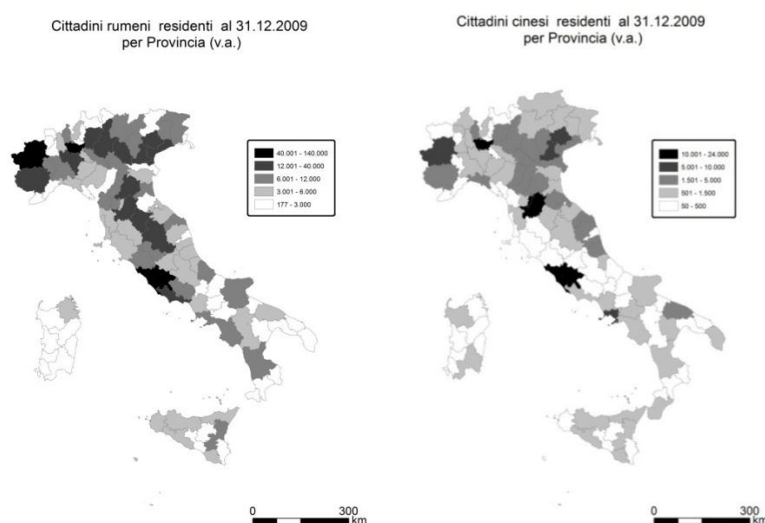 Cittadini rumeni residenti al 31.12.2009
per Provincia (v.a.)
40.001 - 140.000
12.001 - 40.000
6.001 - 12.000
3.001 - 6.000
177 - 3.000
0 300
km
Cittadini cinesi residenti al 31.12.2009
per Provincia (v.a.)
10.001 - 24.000
5.001 - 10.000
1.501 - 5.000
501 - 1.500
50 - 500
0 300
km